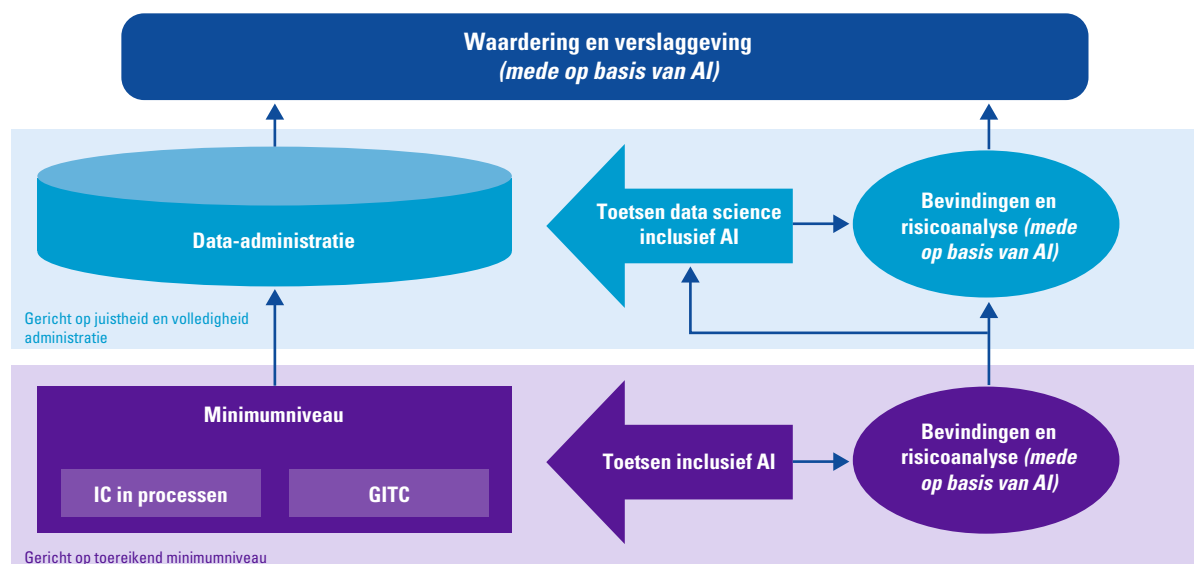 Waardering en verslaggeving
(mede op basis van AI)
Data-administratie
Toetsen data science
inclusief AI
Bevindingen en
risicoanalyse (mede
op basis van AI)
Gericht op juistheid en volledigheid
administratie
Minimumniveau
IC in processen
GITC
Toetsen inclusief AI
Bevindingen en
risicoanalyse (mede
op basis van AI)
Gericht op toereikend minimumniveau